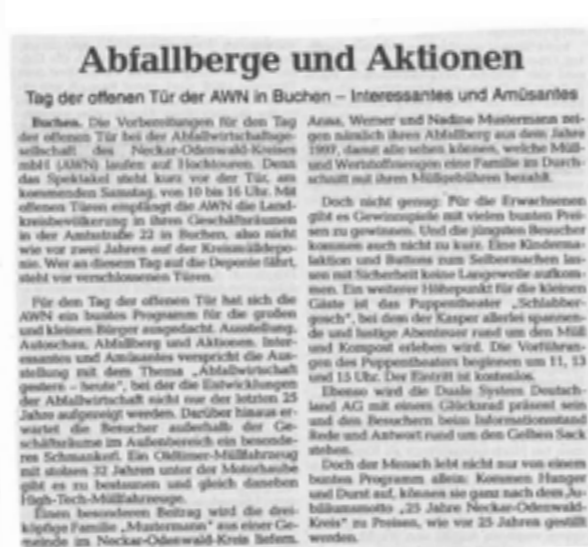 Abfallberge und Aktionen
Tag der offenen Tür der AWN in Buchen – Interessantes und Amüsantes
Buchen. Die Vorbereitungen für den Tag
der offenen Tür bei der Abfallwirtschaftsge-
sellschaft des Neckar-Odenwald-Kreises
mbH (AWN) laufen auf Hochtouren. Denn
das Spektakel steht kurz vor der Tür, am
kommenden Samstag, von 10 bis 16 Uhr. Mit
offenen Türen empfängt die AWN die Land-
kreisbevölkerung in ihren Geschäftsräumen
in der Amtsstraße 22 in Buchen, also nicht
wie vor zwei Jahren auf der Kreismülldepo-
nie. Wer an diesem Tag auf die Deponie fährt,
steht vor verschlossenen Türen.
Für den Tag der offenen Tür hat sich die
AWN ein buntes Programm für die großen
und kleinen Bürger ausgedacht. Ausstellung,
Autoschau, Abfallberg und Aktionen. Inter-
essantes und Amüsantes verspricht die Aus-
stellung mit dem Thema „Abfallwirtschaft
gestern – heute“, bei der die Entwicklungen
der Abfallwirtschaft nicht nur der letzten 25
Jahre aufgezeigt werden. Darüber hinaus er-
wartet die Besucher außerhalb der Ge-
schäftsräume im Außenbereich ein besonde-
res Schmankerl. Ein Oldtimer-Müllfahrzeug
mit stolzen 32 Jahren unter der Motorhaube
gibt es zu bestaunen und gleich daneben
High-Tech-Müllfahrzeuge.
Einen besonderen Beitrag wird die drei-
köpfige Familie „Mustermann“ aus einer Ge-
meinde im Neckar-Odenwald-Kreis liefern.
Anna, Werner und Nadine Mustermann zei-
gen nämlich ihren Abfallberg aus dem Jahre
1997, damit alle sehen können, welche Müll-
und Wertstoffmengen eine Familie im Durch-
schnitt mit ihren Müllgebühren bezahlt.
Doch nicht genug: Für die Erwachsenen
gibt es Gewinnspiele mit vielen bunten Prei-
sen zu gewinnen. Und die jüngsten Besucher
kommen auch nicht zu kurz. Eine Kindermal-
aktion und Buttons zum Selbermachen las-
sen mit Sicherheit keine Langeweile aufkom-
men. Ein weiterer Höhepunkt für die kleinen
Gäste ist das Puppentheater „Schlabber-
gosch“, bei dem der Kasper allerlei spannen-
de und lustige Abenteuer rund um den Müll
und Kompost erleben wird. Die Vorführun-
gen des Puppentheaters beginnen um 11, 13
und 15 Uhr. Der Eintritt ist kostenlos.
Ebenso wird die Duale System Deutsch-
land AG mit einem Glücksrad präsent sein
und den Besuchern beim Informationsstand
Rede und Antwort rund um den Gelben Sack
stehen.
Doch der Mensch lebt nicht nur von einem
bunten Programm allein: Kommen Hunger
und Durst auf, können sie ganz nach dem Ju-
biläumsmotto „25 Jahre Neckar-Odenwald-
Kreis“ zu Preisen, wie vor 25 Jahren gestillt
werden.